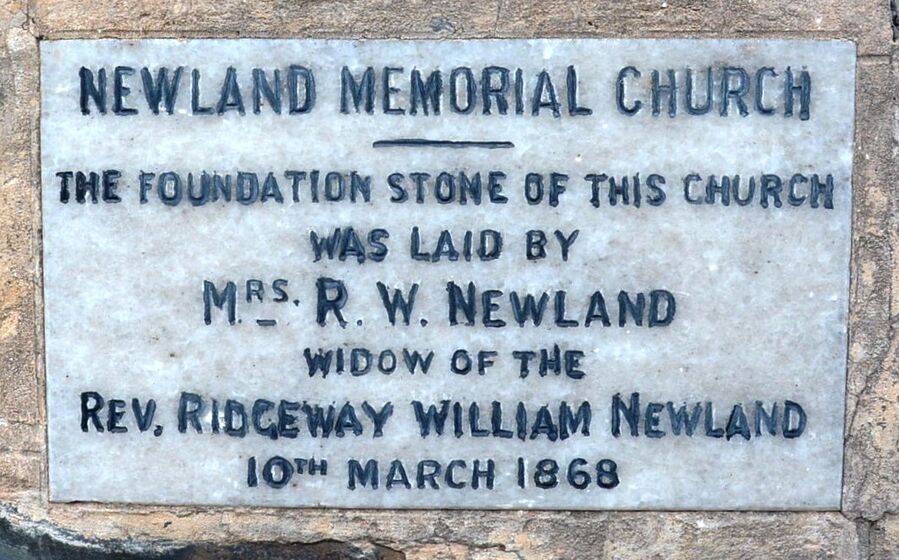 NEWLAND MEMORIAL CHURCH
THE FOUNDATION STONE OF THIS CHURCH
WAS LAID BY
MRS. R. W. NEWLAND
WIDOW OF THE
REV. RIDGEWAY WILLIAM NEWLAND
10TH MARCH 1868